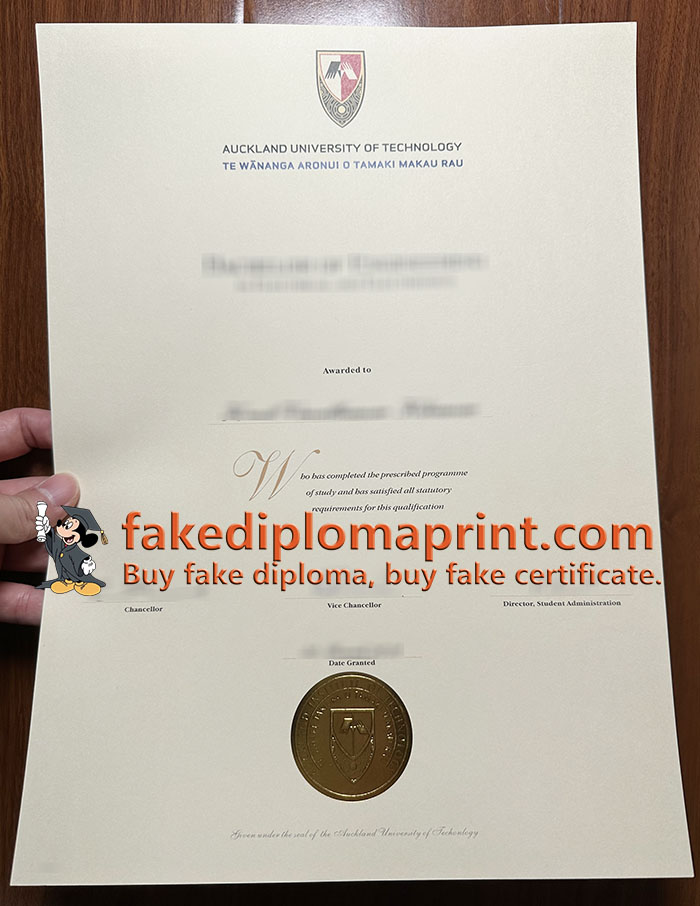 AUCKLAND UNIVERSITY OF TECHNOLOGY
TE WĀNANGA ARONUI O TAMAKI MAKAU RAU
Awarded to
Who has completed the prescribed programme
of study and has satisfied all statutory
requirements for this qualification
fakediplomaprint.com
Buy fake diploma, buy fake certificate.
Chancellor
Vice Chancellor
Director, Student Administration
Date Granted
Given under the seal of the Auckland University of Techonlogy